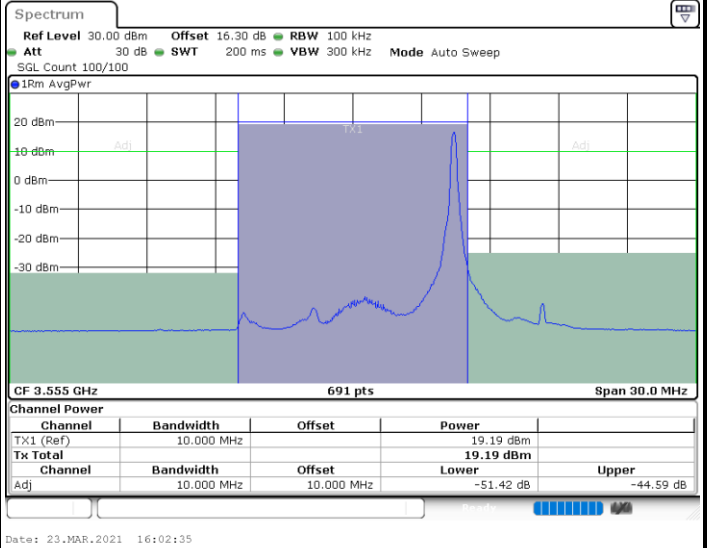 Spectrum
Ref Level 30.00 dBm Offset 16.30 dB RBW 100 kHz
Att 30 dB SWT 200 ms VBW 300 kHz Mode Auto Sweep
SGL Count 100/100
1Rm AvgPwr
20 dBm
TX1
Adj Adj
10 dBm
0 dBm
-10 dBm
-20 dBm
-30 dBm
CF 3.555 GHz 691 pts Span 30.0 MHz
Channel Power
Channel Bandwidth Offset Power
TX1 (Ref) 10.000 MHz 19.19 dBm
Tx Total 19.19 dBm
Channel Bandwidth Offset Lower Upper
Adj 10.000 MHz 10.000 MHz -51.42 dB -44.59 dB
Ready
Date: 23.MAR.2021 16:02:35